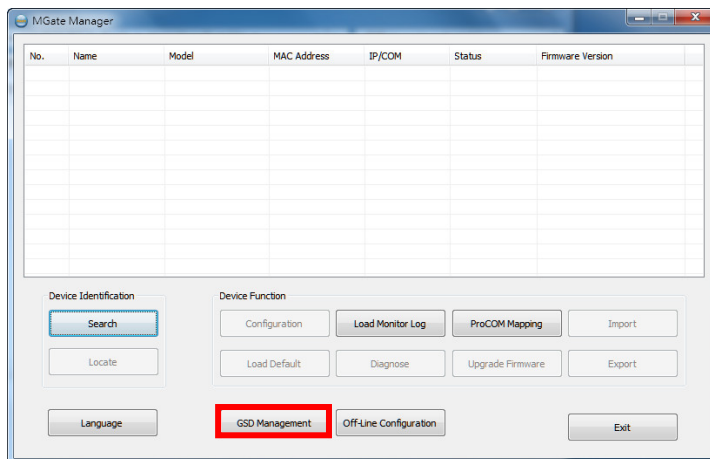 MGate Manager
No. Name Model MAC Address IP/COM Status Firmware Version
Device Identification Device Function
Search Configuration Load Monitor Log ProCOM Mapping Import
Locate Load Default Diagnose Upgrade Firmware Export
Language GSD Management Off-Line Configuration Exit